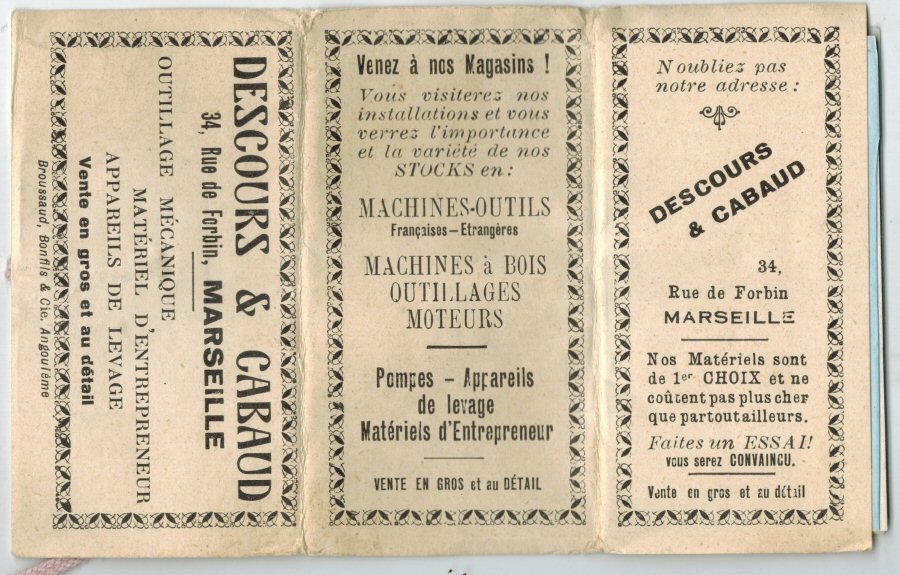 DESCOURS & CABAUD
34, Rue de Forbin, MARSEILLE
OUTILLAGE MÉCANIQUE
MATÉRIEL D'ENTREPRENEUR
APPAREILS DE LEVAGE
Vente en gros et au détail
Broussaud, Bonfils & Cie. Angoulême
Venez à nos Magasins !
Vous visiterez nos
installations et vous
verrez l'importance
et la variété de nos
STOCKS en :
MACHINES-OUTILS
Françaises - Etrangères
MACHINES à BOIS
OUTILLAGES
MOTEURS
Pompes - Appareils
de levage
Matériels d'Entrepreneur
VENTE EN GROS et au DÉTAIL
N'oubliez pas
notre adresse :
DESCOURS
& CABAUD
34,
Rue de Forbin
MARSEILLE
Nos Matériels sont
de 1er CHOIX et ne
coûtent pas plus cher
que partout ailleurs.
Faites un ESSAI!
vous serez CONVAINCU.
Vente en gros et au détail